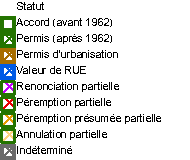 Statut
Accord (avant 1962)
Permis (après 1962)
Permis d'urbanisation
Valeur de RUE
Renonciation partielle
Péremption partielle
Péremption présumée partielle
Annulation partielle
Indéterminé